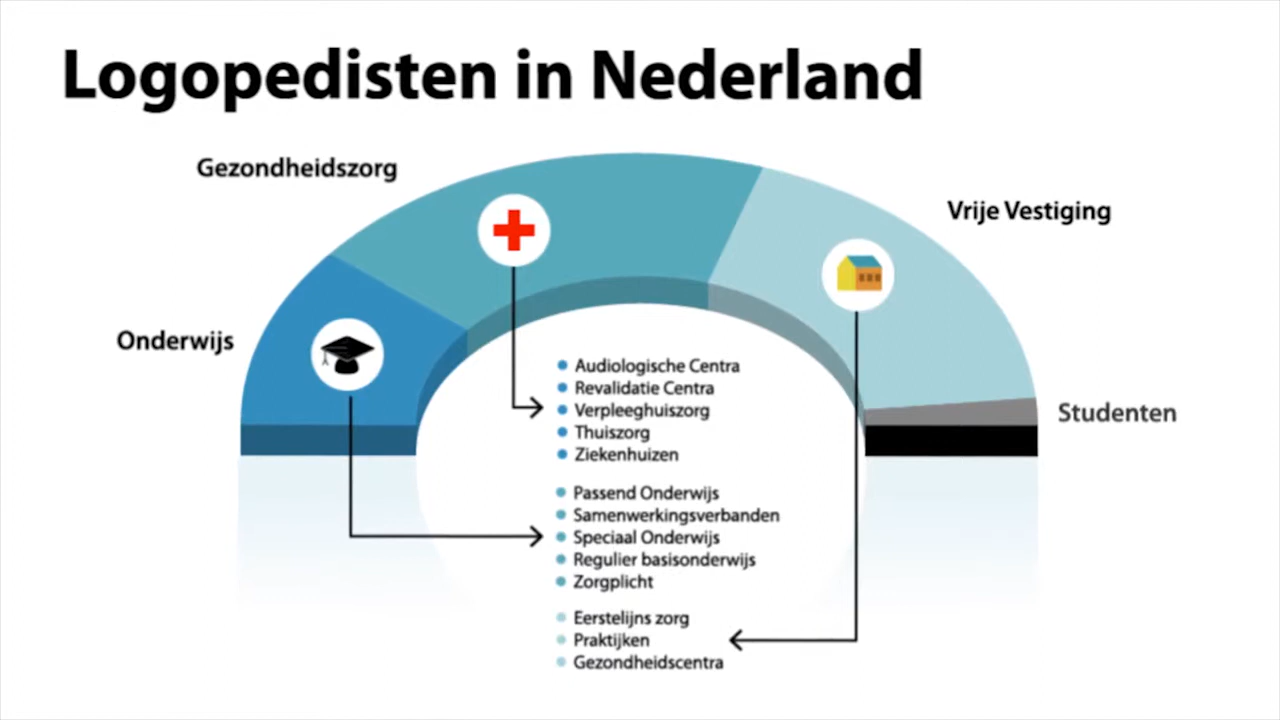 Logopedisten in Nederland
Gezondheidszorg
Vrije Vestiging
Onderwijs
Studenten
Audiologische Centra
Revalidatie Centra
Verpleeghuiszorg
Thuiszorg
Ziekenhuizen
Passend Onderwijs
Samenwerkingsverbanden
Speciaal Onderwijs
Regulier basisonderwijs
Zorgplicht
Eerstelijns zorg
Praktijken
Gezondheidscentra